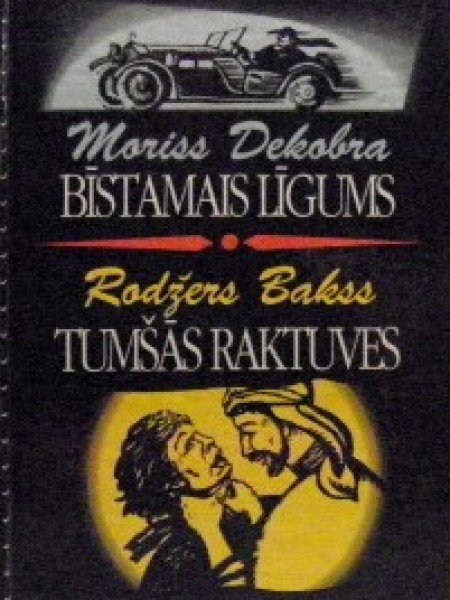 Moriss Dekobra
BĪSTAMAIS LĪGUMS
Rodžers Bakss
TUMŠĀS RAKTUVES